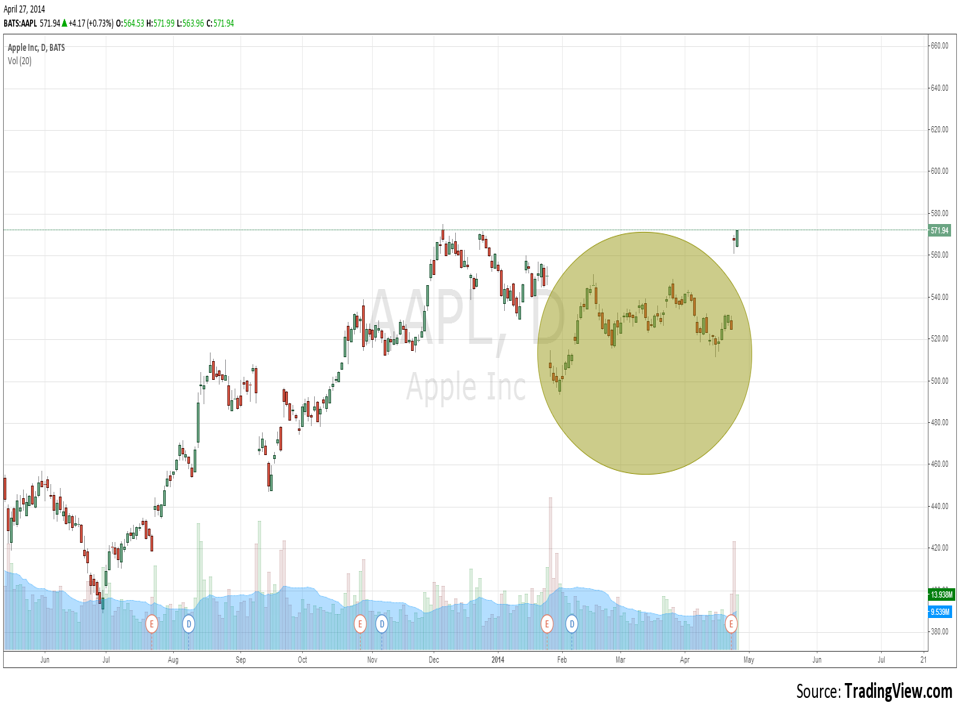 April 27, 2014
BATS:AAPL 571.94 ▲ +4.17 (+0.73%) O:564.53 H:571.99 L:563.96 C:571.94
Apple Inc, D, BATS
Vol (20)
660.00
640.00
620.00
600.00
580.00
571.94
560.00
540.00
520.00
500.00
480.00
460.00
440.00
420.00
13.938M
9.539M
380.00
AAPL, D
Apple Inc
E D E D E D E
Jun Jul Aug Sep Oct Nov Dec 2014 Feb Mar Apr May Jun Jul 21
Source: TradingView.com